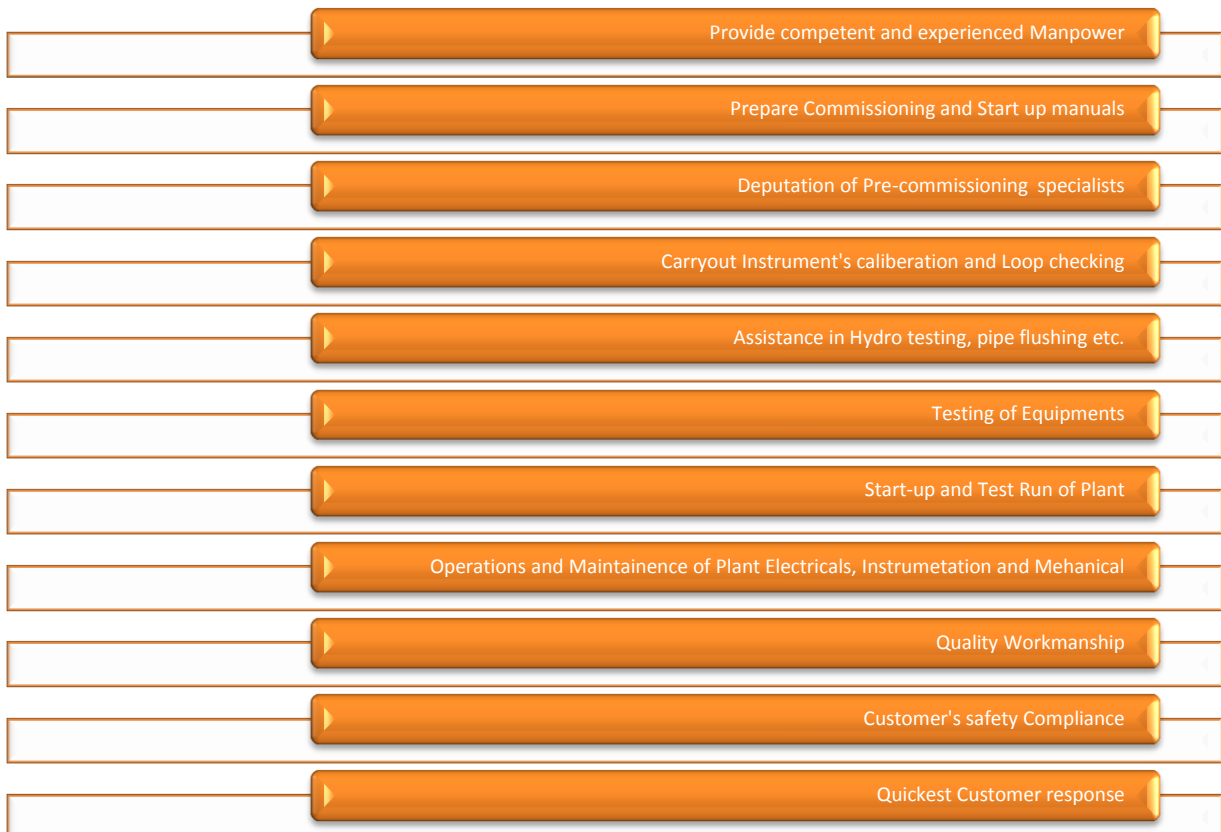 Provide competent and experienced Manpower
Prepare Commissioning and Start up manuals
Deputation of Pre-commissioning  specialists
Carryout Instrument's caliberation and Loop checking
Assistance in Hydro testing, pipe flushing etc.
Testing of Equipments
Start-up and Test Run of Plant
Operations and Maintainence of Plant Electricals, Instrumetation and Mehanical
Quality Workmanship
Customer's safety Compliance
Quickest Customer response